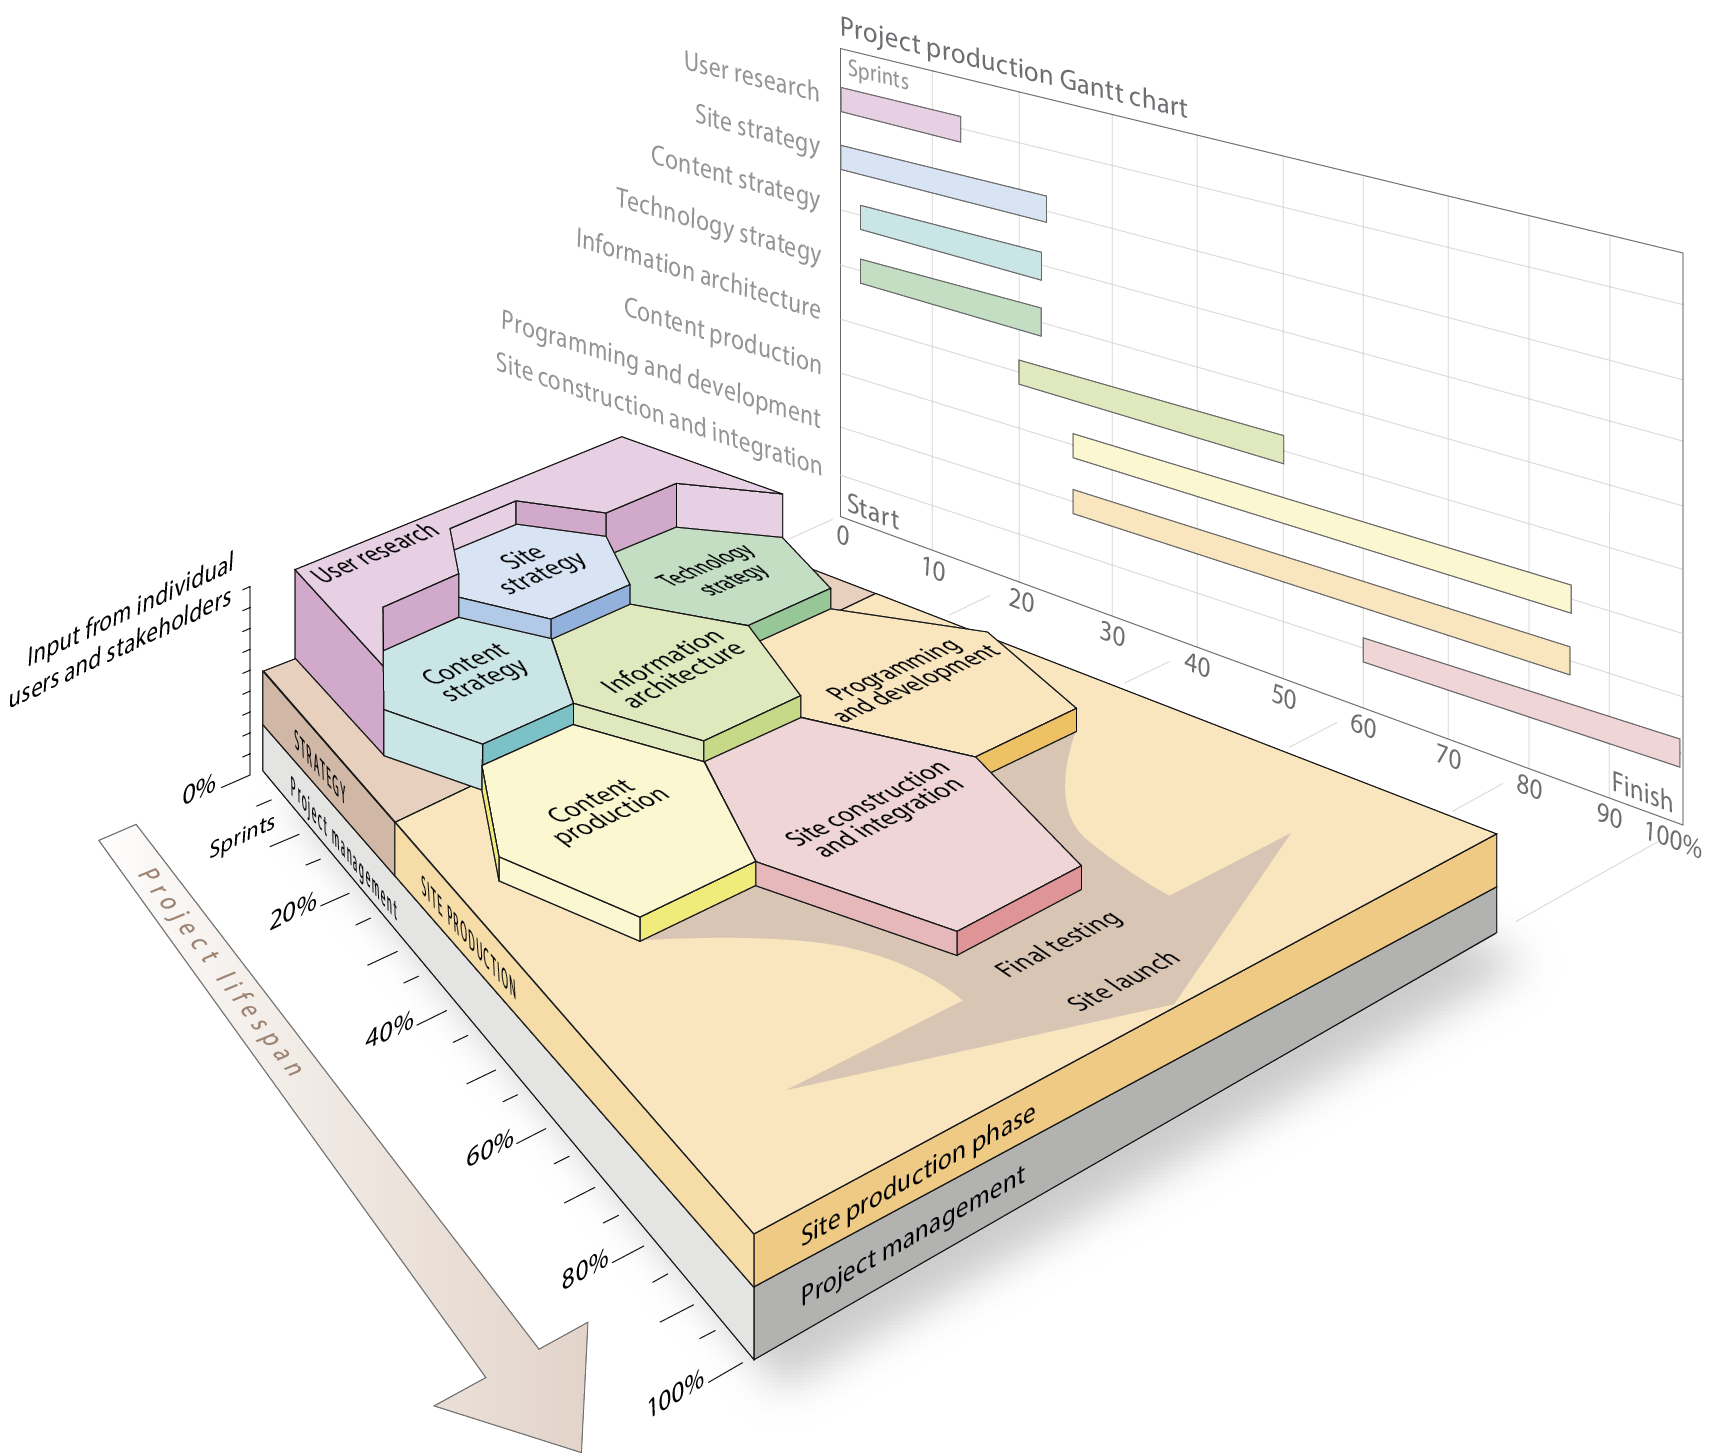 Project production Gantt chart
Sprints
User research
Site strategy
Content strategy
Technology strategy
Information architecture
Content production
Programming and development
Site construction and integration
Start
0
10
20
30
40
50
60
70
80
90
100%
Finish
User research
Site
strategy
Technology
strategy
Content
strategy
Information
architecture
Programming
and development
Content
production
Site construction
and integration
Final testing
Site launch
Input from individual
users and stakeholders
0%
Sprints
20%
40%
60%
80%
100%
STRATEGY
Project management
SITE PRODUCTION
Site production phase
Project management
Project lifespan